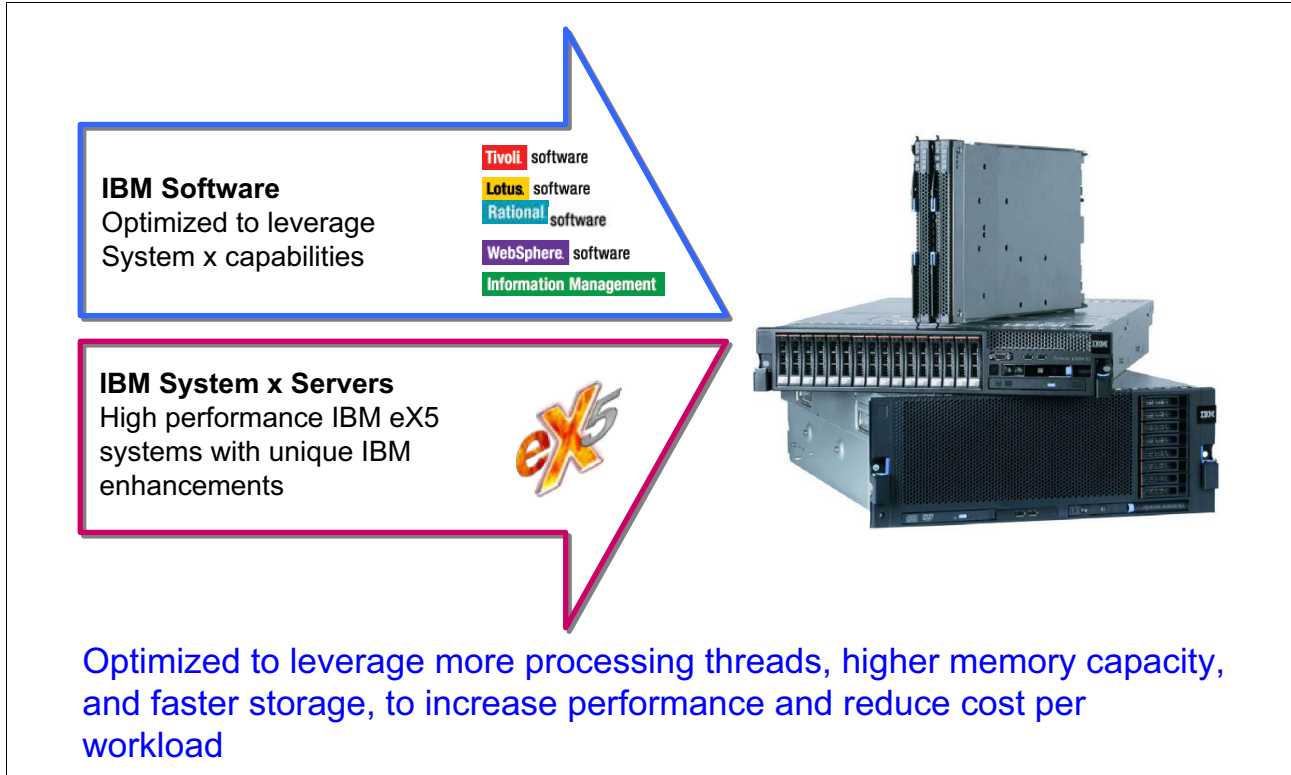 IBM Software
Optimized to leverage
System x capabilities
Tivoli. software
Lotus. software
Rational software
WebSphere. software
Information Management
IBM System x Servers
High performance IBM eX5
systems with unique IBM
enhancements
eX5
IBM
IBM
Optimized to leverage more processing threads, higher memory capacity,
and faster storage, to increase performance and reduce cost per
workload